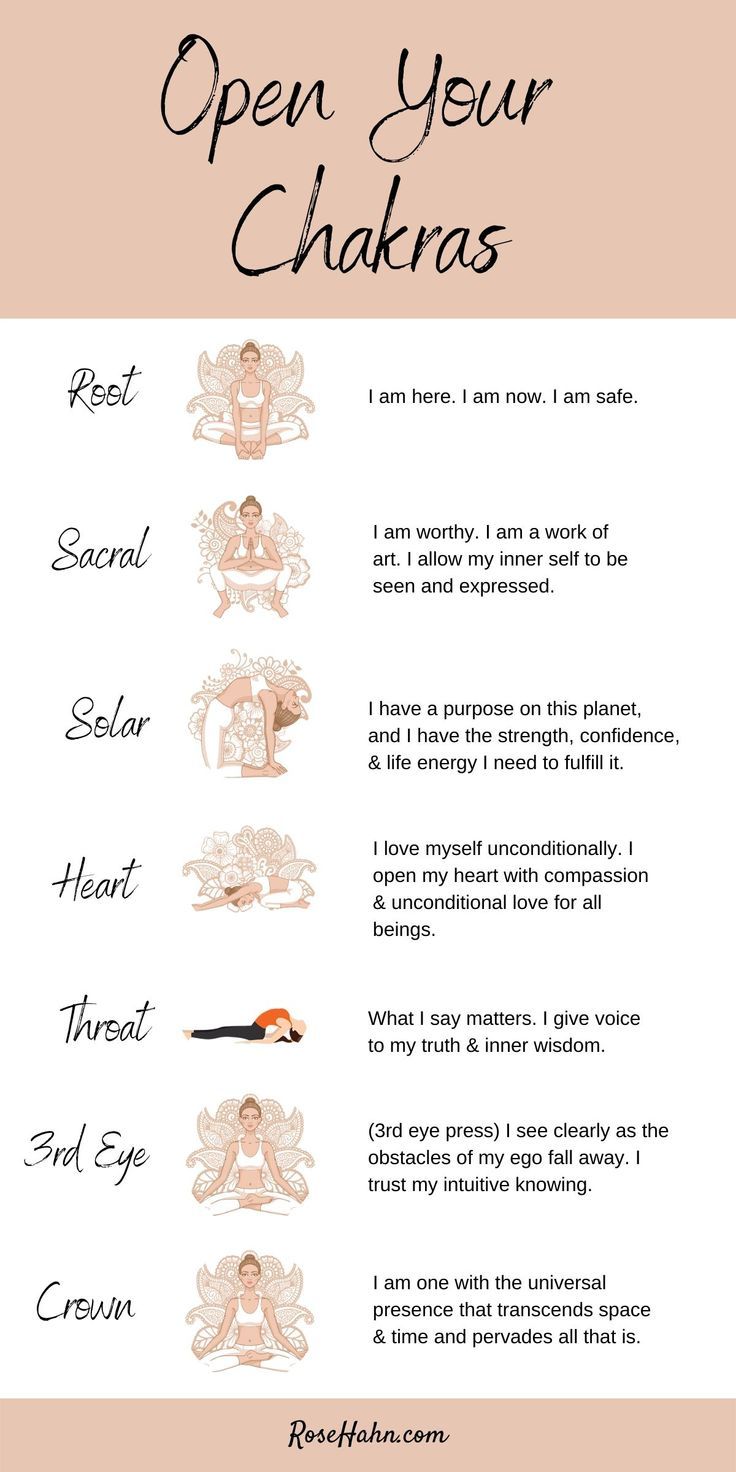 Open Your
Chakras
Root
I am here. I am now. I am safe.
Sacral
I am worthy. I am a work of
art. I allow my inner self to be
seen and expressed.
Solar
I have a purpose on this planet,
and I have the strength, confidence,
& life energy I need to fulfill it.
Heart
I love myself unconditionally. I
open my heart with compassion
& unconditional love for all
beings.
Throat
What I say matters. I give voice
to my truth & inner wisdom.
3rd Eye
(3rd eye press) I see clearly as the
obstacles of my ego fall away. I
trust my intuitive knowing.
Crown
I am one with the universal
presence that transcends space
& time and pervades all that is.
RoseHahn.com